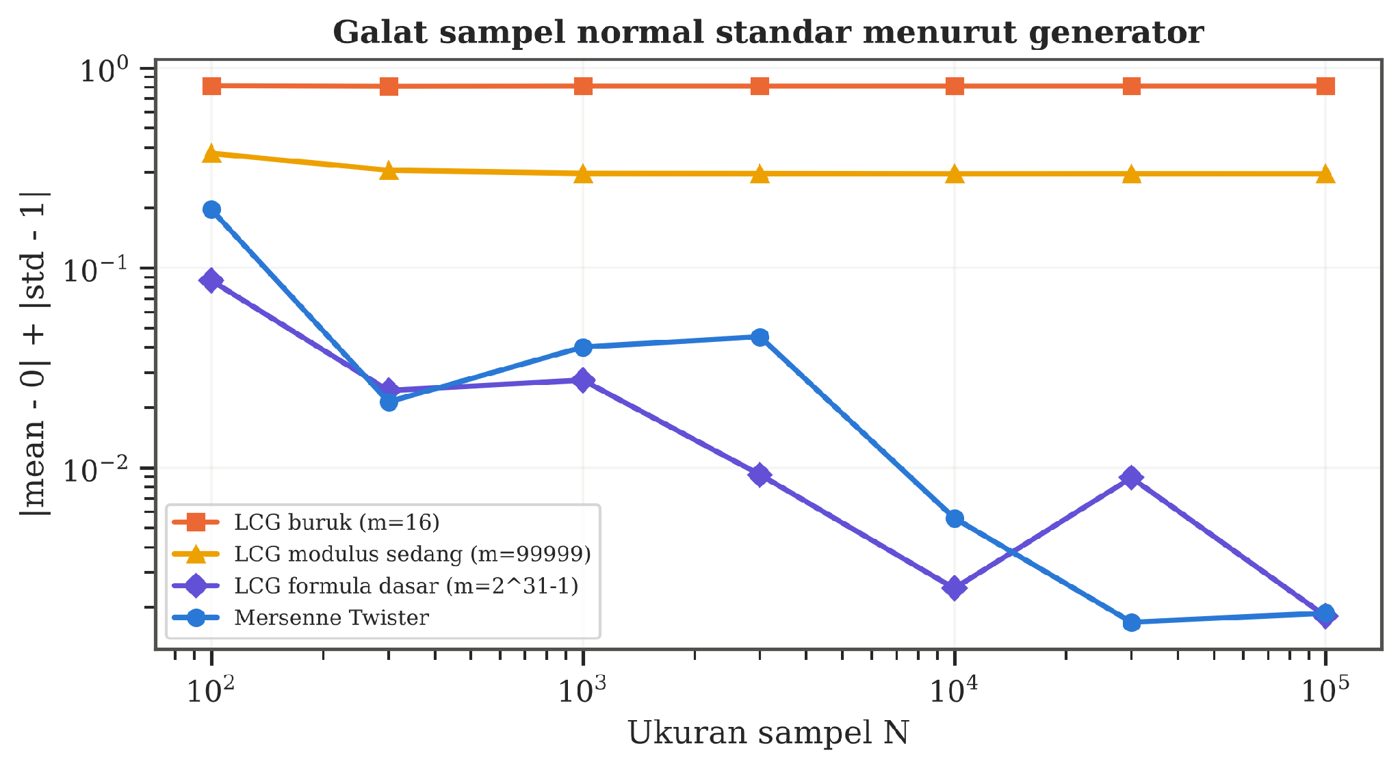 Galat sampel normal standar menurut generator
|mean - 0| + |std - 1|
10^0
10^-1
10^-2
LCG buruk (m=16)
LCG modulus sedang (m=99999)
LCG formula dasar (m=2^31-1)
Mersenne Twister
10^2 10^3 10^4 10^5
Ukuran sampel N